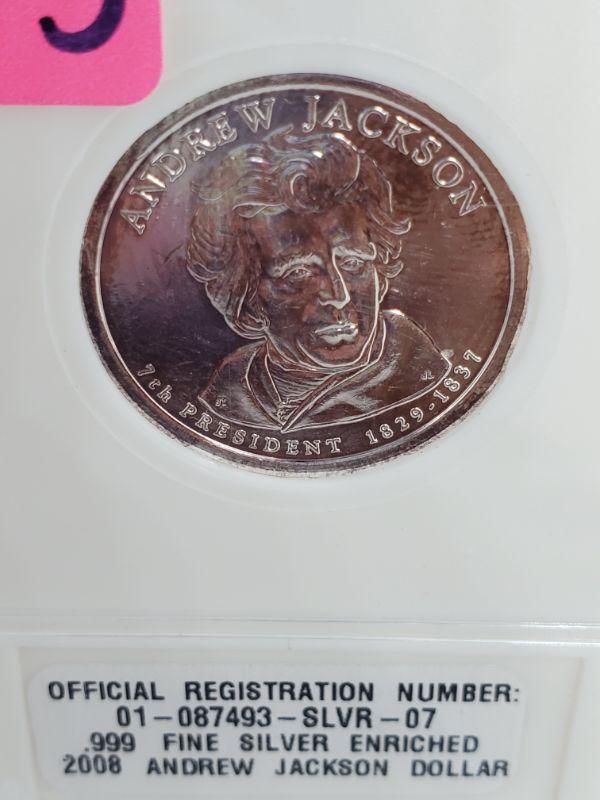 ANDREW JACKSON
7th PRESIDENT 1829-1837
OFFICIAL REGISTRATION NUMBER:
01-087493-SLVR-07
.999 FINE SILVER ENRICHED
2008 ANDREW JACKSON DOLLAR